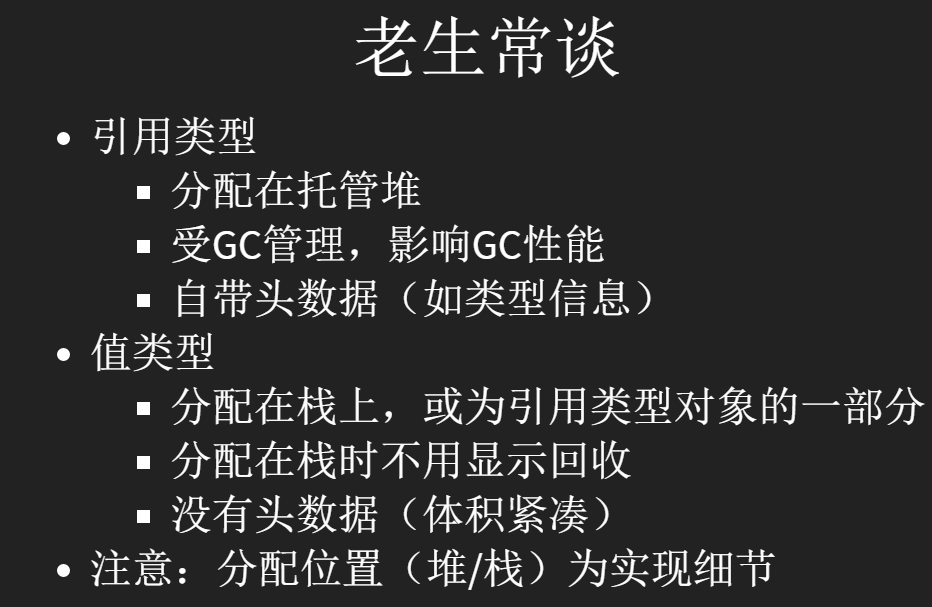 老生常谈
• 引用类型
▪ 分配在托管堆
▪ 受GC管理，影响GC性能
▪ 自带头数据（如类型信息）
• 值类型
▪ 分配在栈上，或为引用类型对象的一部分
▪ 分配在栈时不用显示回收
▪ 没有头数据（体积紧凑）
• 注意：分配位置（堆/栈）为实现细节